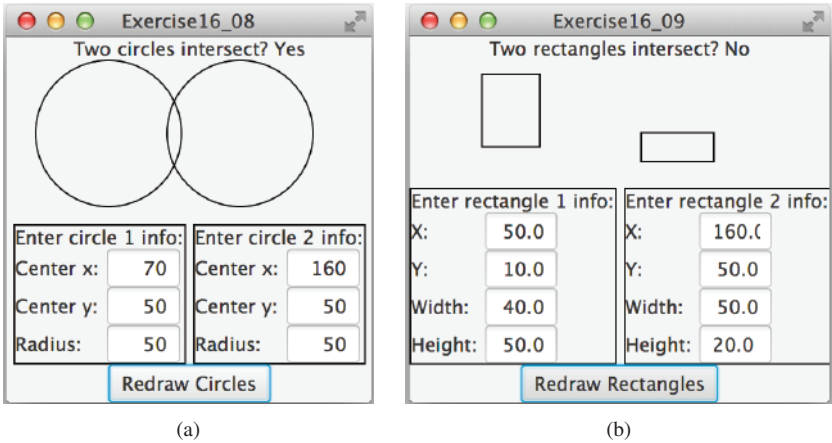 Exercise16_08
Two circles intersect? Yes
Enter circle 1 info:
Center x: 70
Center y: 50
Radius: 50
Enter circle 2 info:
Center x: 160
Center y: 50
Radius: 50
Redraw Circles
(a)
Exercise16_09
Two rectangles intersect? No
Enter rectangle 1 info:
X: 50.0
Y: 10.0
Width: 40.0
Height: 50.0
Enter rectangle 2 info:
X: 160.(
Y: 50.0
Width: 50.0
Height: 20.0
Redraw Rectangles
(b)